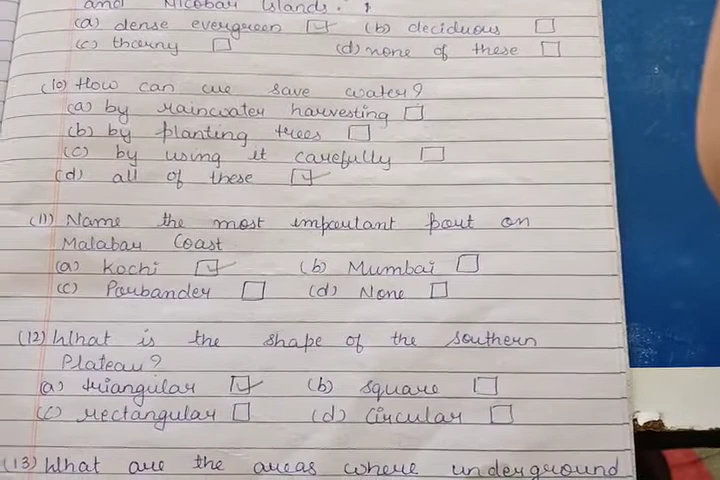 and Nicobar Islands.
(a) dense evergreen ☑ (b) deciduous ☐
(c) thorny ☐ (d) none of these ☐
(10) How can we save water?
(a) by rainwater harvesting ☐
(b) by planting trees ☐
(c) by using it carefully ☐
(d) all of these ☑
(11) Name the most important port on
Malabar Coast
(a) Kochi ☑ (b) Mumbai ☐
(c) Porbander ☐ (d) None ☐
(12) What is the shape of the southern
Plateau?
(a) triangular ☑ (b) square ☐
(c) rectangular ☐ (d) circular ☐
(13) What are the areas where underground